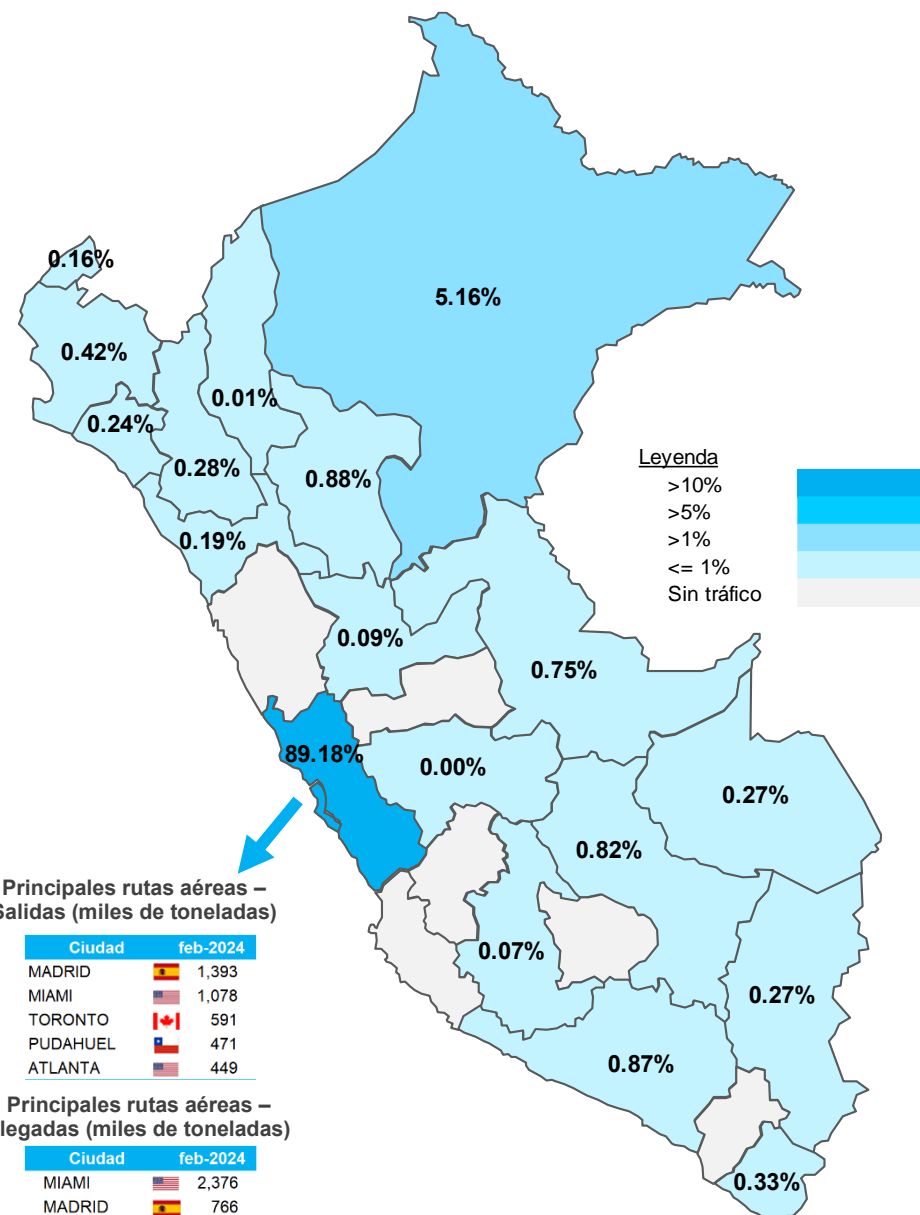 0.16%
5.16%
0.42%
0.01%
0.24%
0.28%
0.88%
Leyenda
>10%
>5%
>1%
<= 1%
Sin tráfico
0.19%
0.09%
0.75%
89.18%
0.00%
0.27%
0.82%
0.07%
0.27%
0.87%
0.33%
Principales rutas aéreas –
Salidas (miles de toneladas)
Ciudad feb-2024
MADRID 1,393
MIAMI 1,078
TORONTO 591
PUDAHUEL 471
ATLANTA 449
Principales rutas aéreas –
legadas (miles de toneladas)
Ciudad feb-2024
MIAMI 2,376
MADRID 766